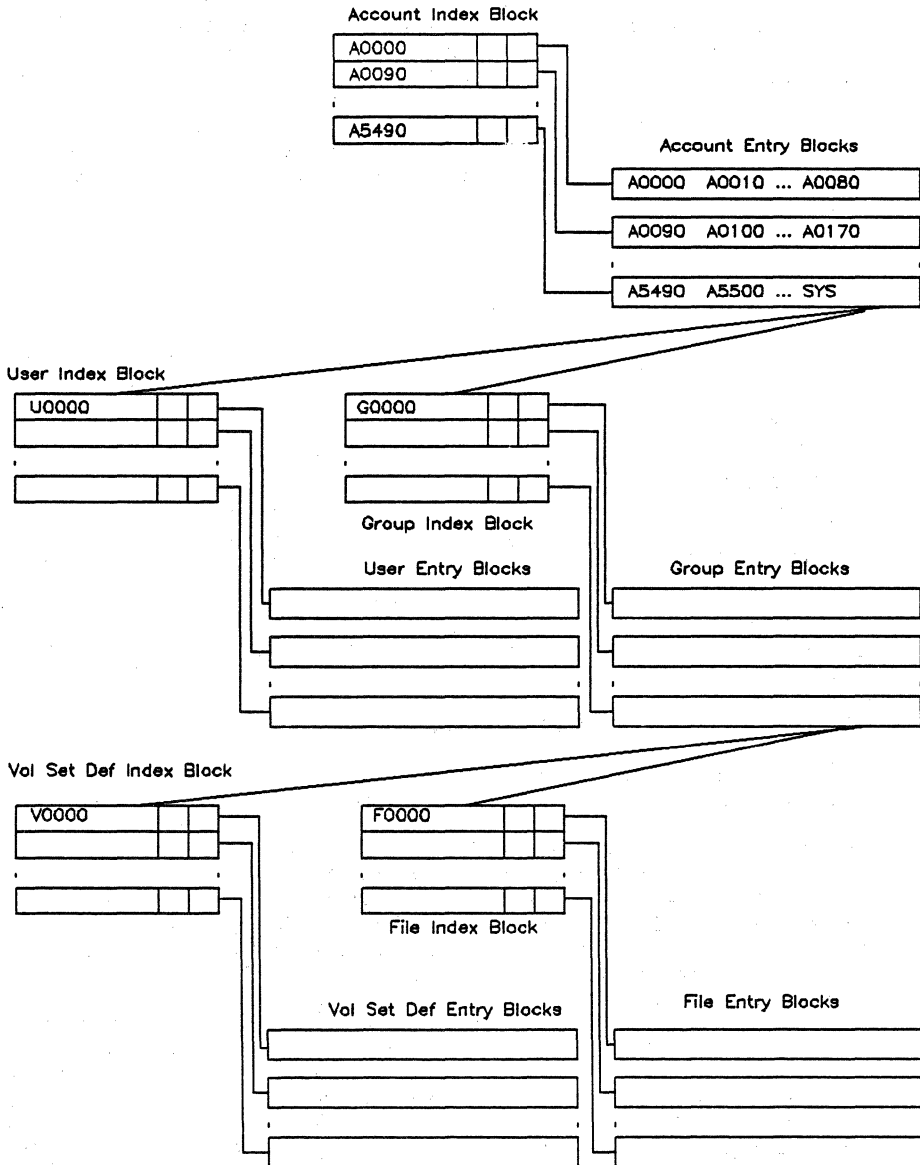 Account Index Block
A0000
A0090
A5490
Account Entry Blocks
A0000 A0010 ... A0080
A0090 A0100 ... A0170
A5490 A5500 ... SYS
User Index Block
U0000
G0000
Group Index Block
User Entry Blocks
Group Entry Blocks
Vol Set Def Index Block
V0000
F0000
File Index Block
Vol Set Def Entry Blocks
File Entry Blocks